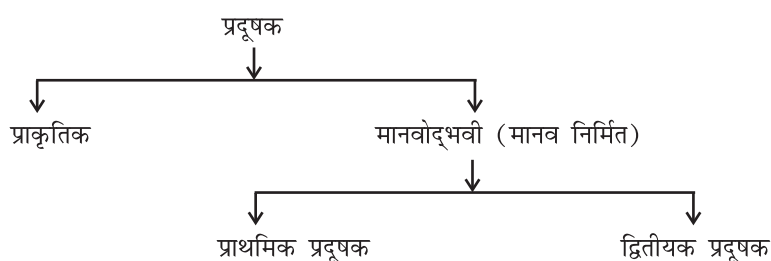 प्रदूषक
प्राकृतिक
मानवोद्भवी (मानव निर्मित)
प्राथमिक प्रदूषक
द्वितीयक प्रदूषक